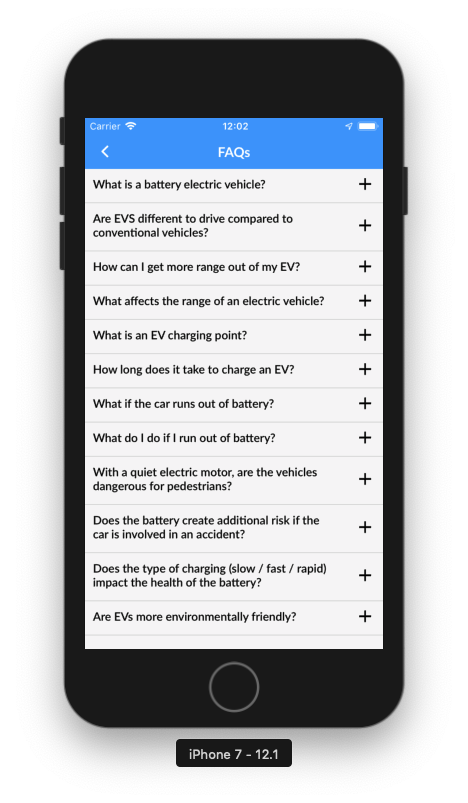 Carrier 12:02
FAQs
What is a battery electric vehicle?
Are EVS different to drive compared to
conventional vehicles?
How can I get more range out of my EV?
What affects the range of an electric vehicle?
What is an EV charging point?
How long does it take to charge an EV?
What if the car runs out of battery?
What do I do if I run out of battery?
With a quiet electric motor, are the vehicles
dangerous for pedestrians?
Does the battery create additional risk if the
car is involved in an accident?
Does the type of charging (slow / fast / rapid)
impact the health of the battery?
Are EVs more environmentally friendly?
iPhone 7 - 12.1